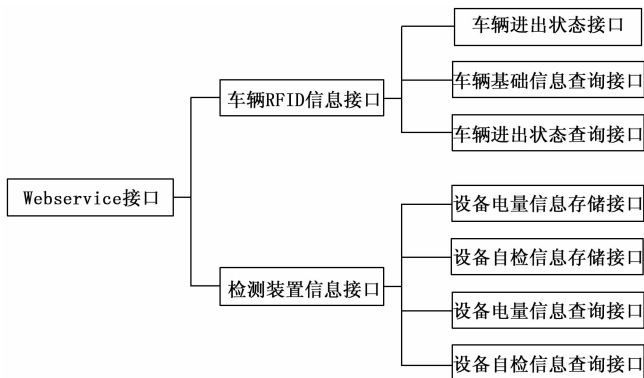 车辆进出状态接口
车辆RFID信息接口
车辆基础信息查询接口
车辆进出状态查询接口
Webservice接口
设备电量信息存储接口
设备自检信息存储接口
检测装置信息接口
设备电量信息查询接口
设备自检信息查询接口